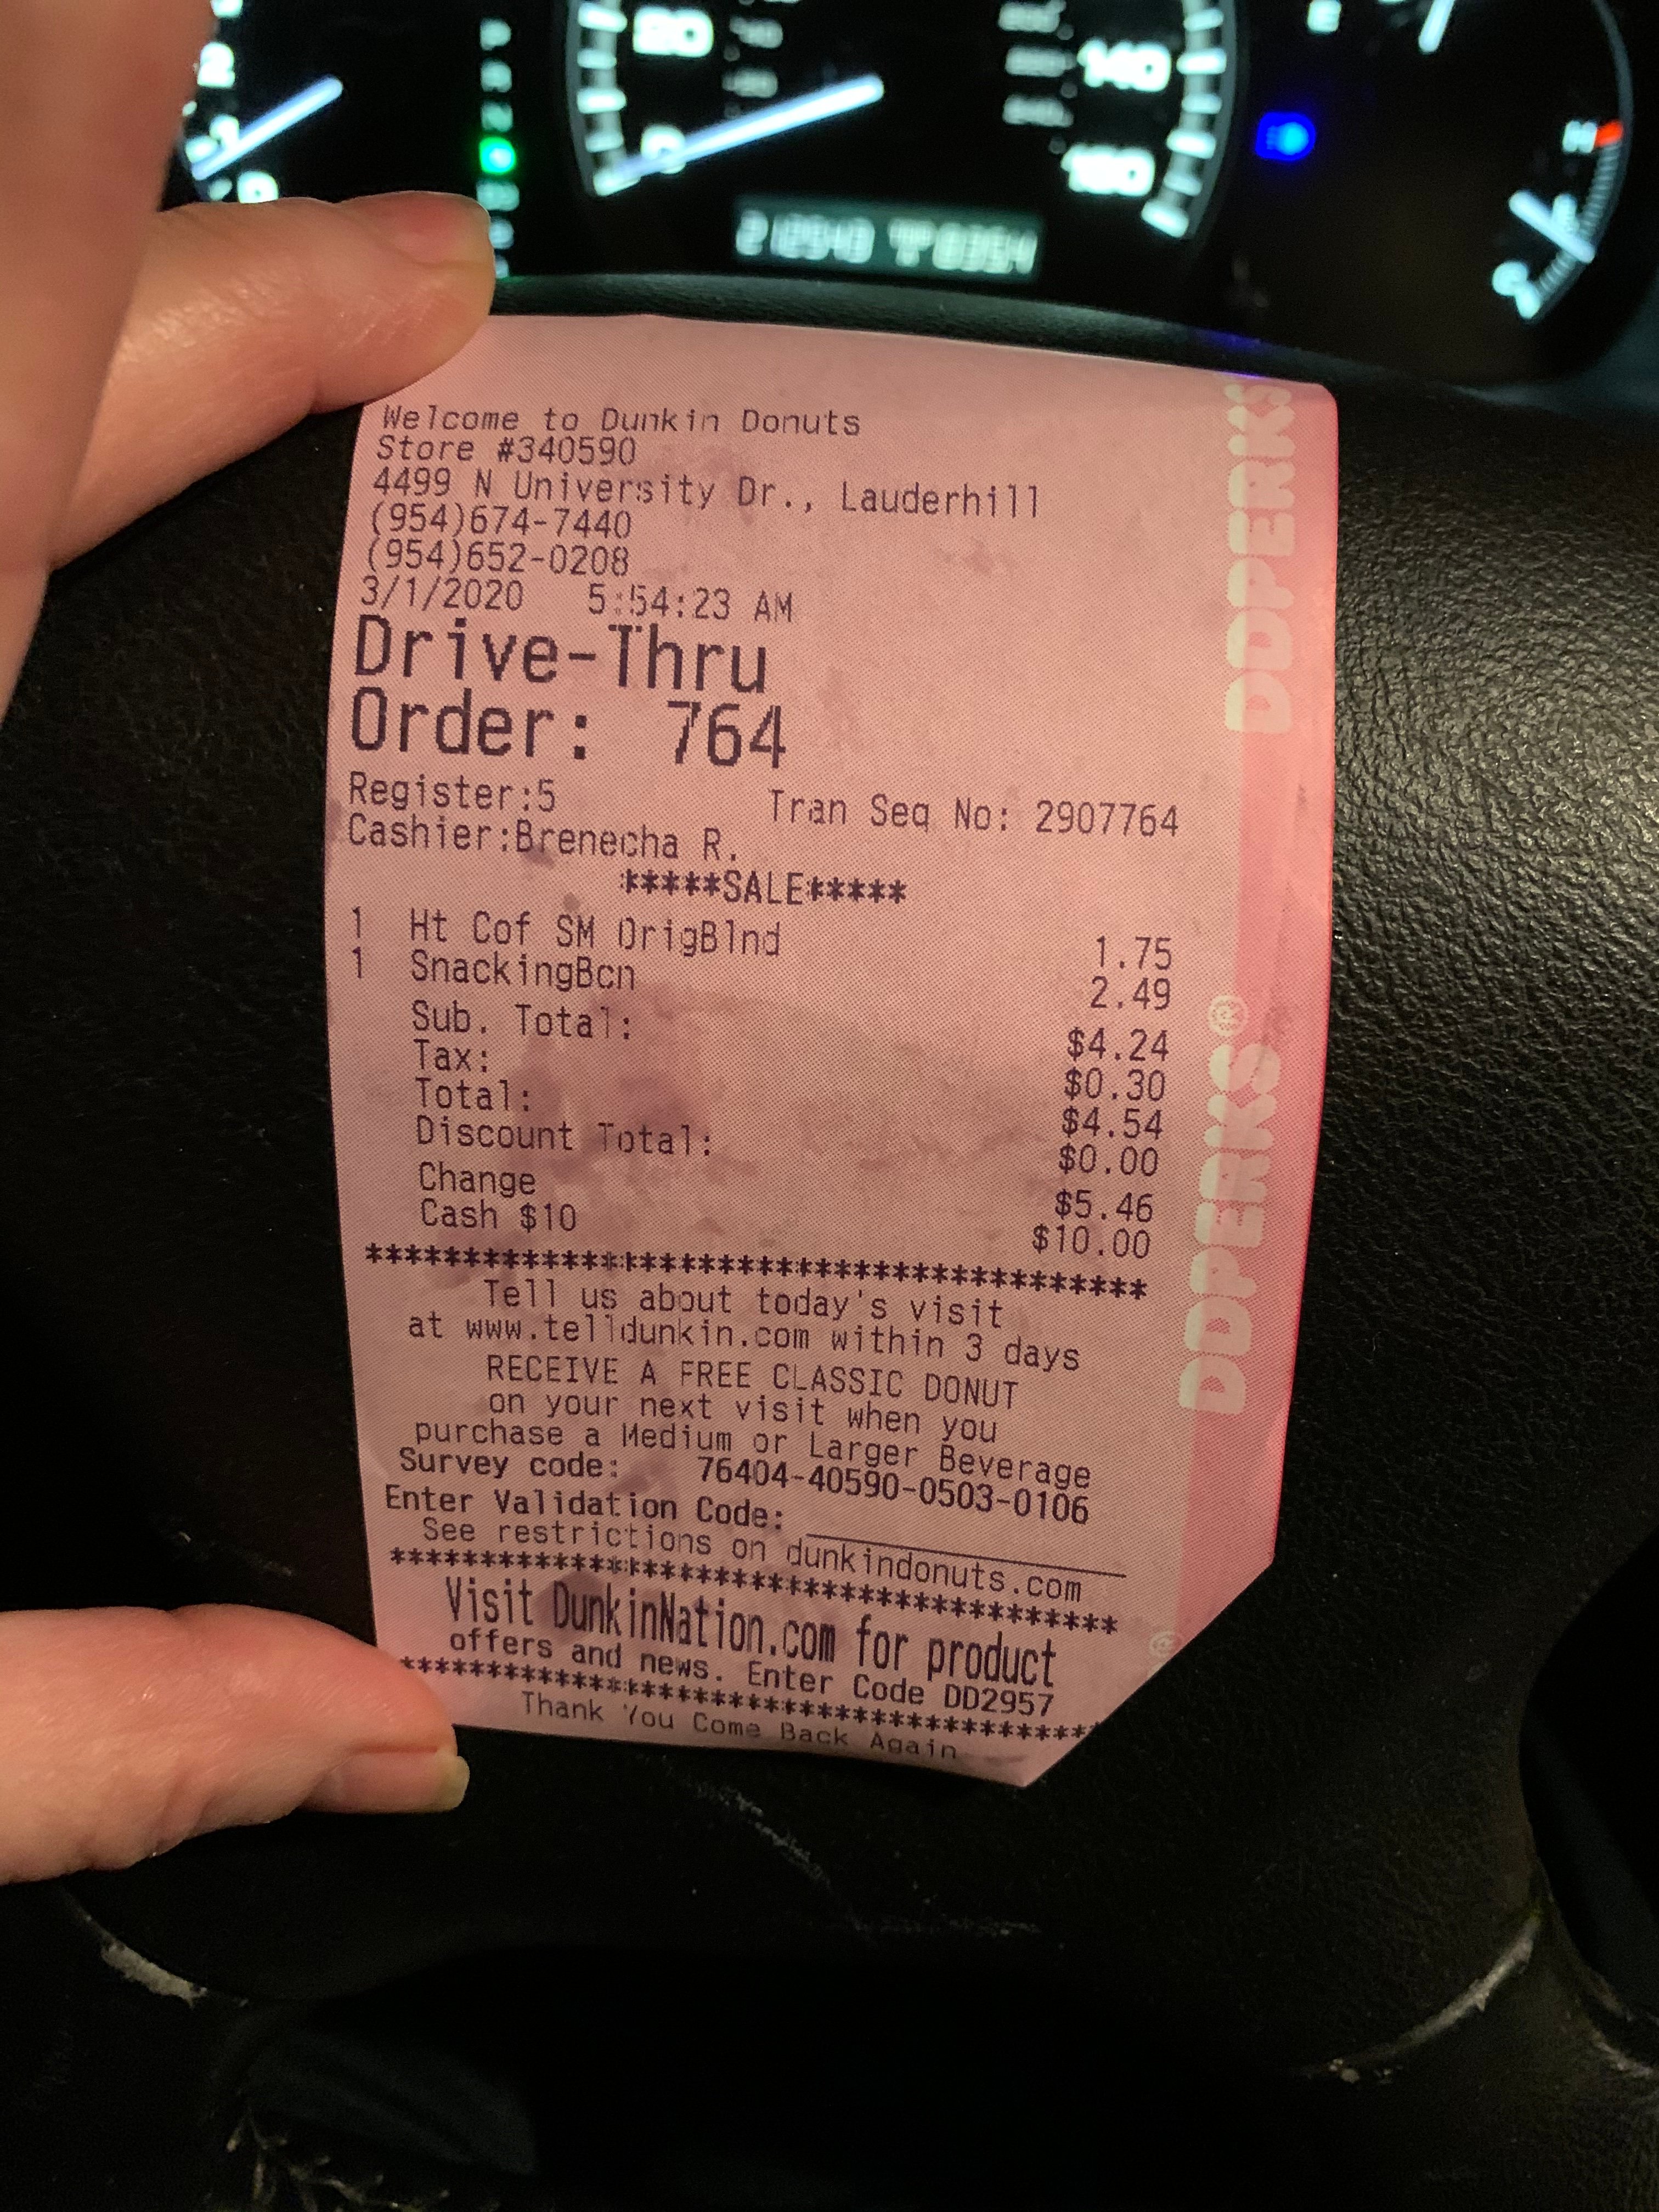 80
140
160
0
H
C
Welcome to Dunkin Donuts
Store #340590
4499 N University Dr., Lauderhill
(954)674-7440
(954)652-0208
3/1/2020 5:54:23 AM
Drive-Thru
Order: 764
Register:5 Tran Seq No: 2907764
Cashier:Brenecha R.
*****SALE*****
1 Ht Cof SM OrigBlnd 1.75
1 SnackingBcn 2.49
Sub. Total: $4.24
Tax: $0.30
Total: $4.54
Discount Total: $0.00
Change $5.46
Cash $10 $10.00
****************************************
Tell us about today's visit
at www.telldunkin.com within 3 days
RECEIVE A FREE CLASSIC DONUT
on your next visit when you
purchase a Medium or Larger Beverage
Survey code: 76404-40590-0503-0106
Enter Validation Code: ________________
See restrictions on dunkindonuts.com
****************************************
Visit DunkinNation.com for product
offers and news. Enter Code DD2957
****************************************
Thank You Come Back Again
DDPERKS
DDPERKS®
®